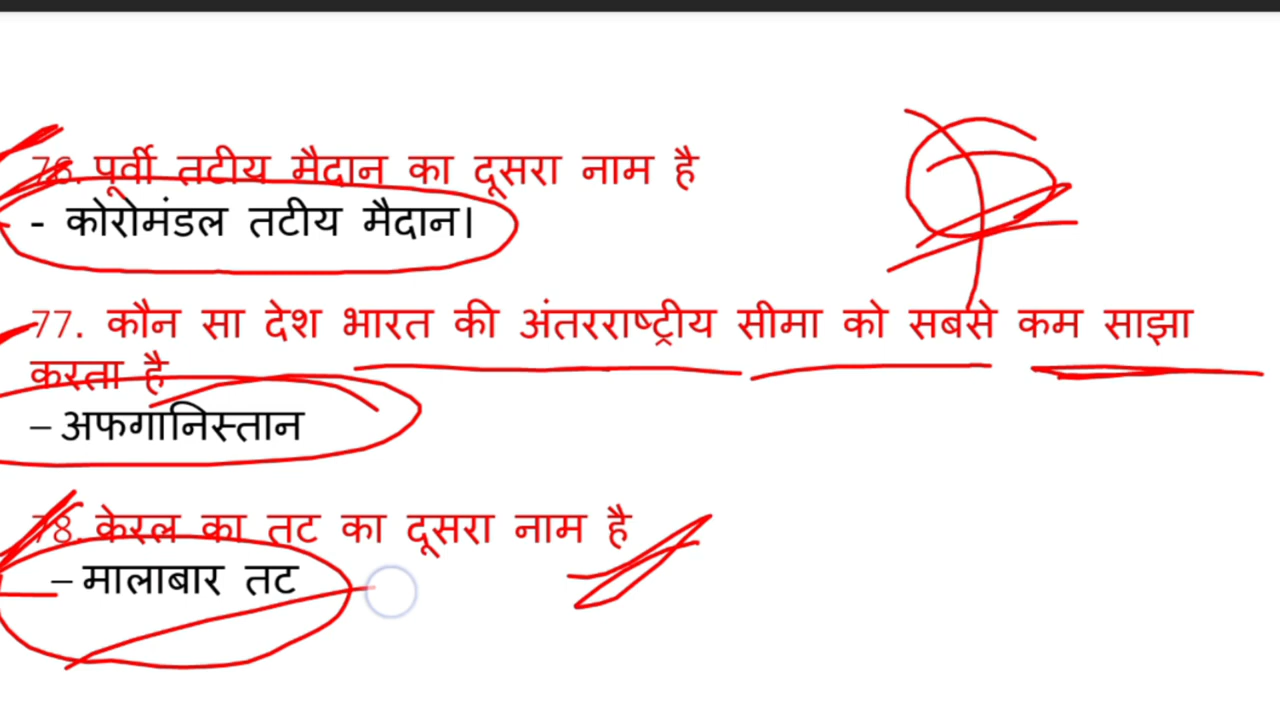 76. पूर्वी तटीय मैदान का दूसरा नाम है
- कोरोमंडल तटीय मैदान।
77. कौन सा देश भारत की अंतरराष्ट्रीय सीमा को सबसे कम साझा
करता है
– अफगानिस्तान
78. केरल का तट का दूसरा नाम है
– मालाबार तट